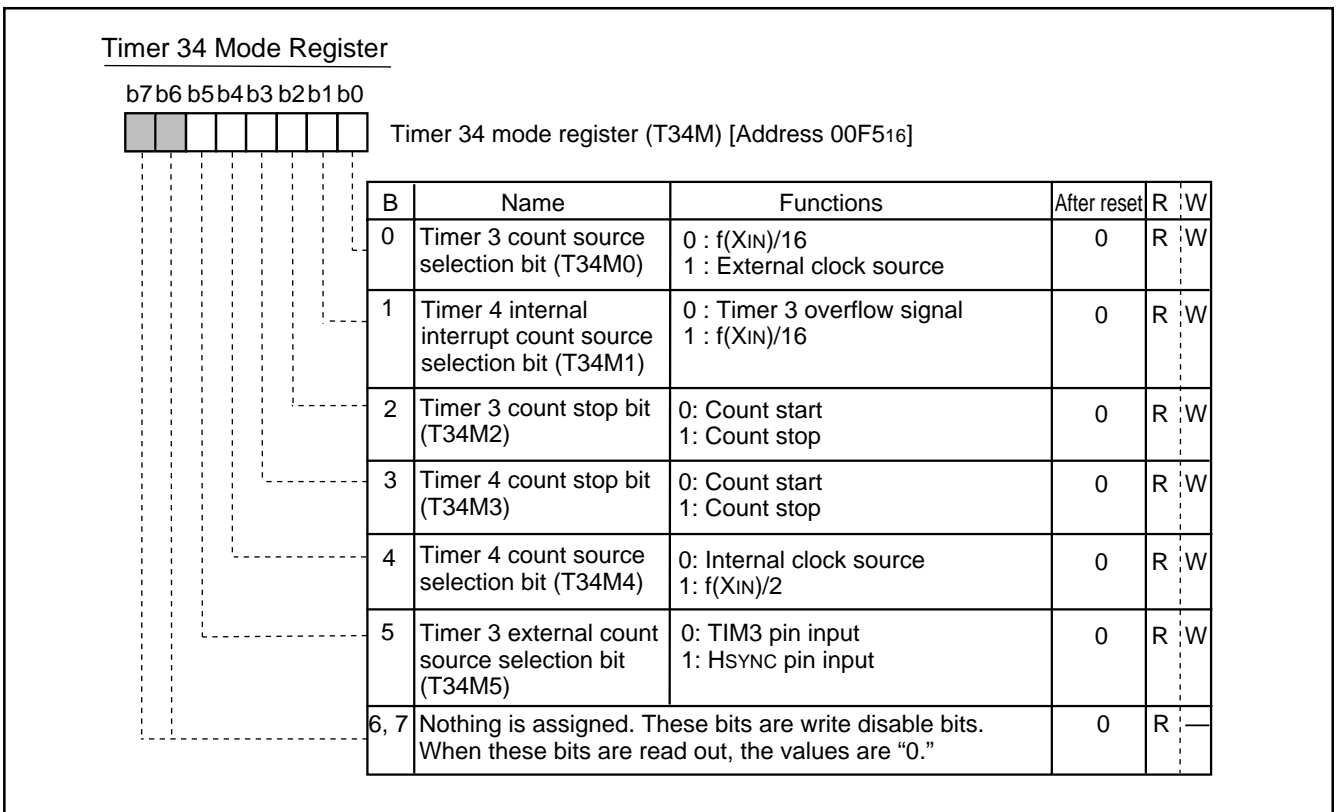 Timer 34 Mode Register
b7 b6 b5 b4 b3 b2 b1 b0
Timer 34 mode register (T34M) [Address 00F516]
B Name Functions After reset R W
0 Timer 3 count source 0 : f(XIN)/16 0 R W
selection bit (T34M0) 1 : External clock source
1 Timer 4 internal 0 : Timer 3 overflow signal 0 R W
interrupt count source 1 : f(XIN)/16
selection bit (T34M1)
2 Timer 3 count stop bit 0: Count start 0 R W
(T34M2) 1: Count stop
3 Timer 4 count stop bit 0: Count start 0 R W
(T34M3) 1: Count stop
4 Timer 4 count source 0: Internal clock source 0 R W
selection bit (T34M4) 1: f(XIN)/2
5 Timer 3 external count 0: TIM3 pin input 0 R W
source selection bit 1: HSYNC pin input
(T34M5)
6, 7 Nothing is assigned. These bits are write disable bits. 0 R —
When these bits are read out, the values are “0.”